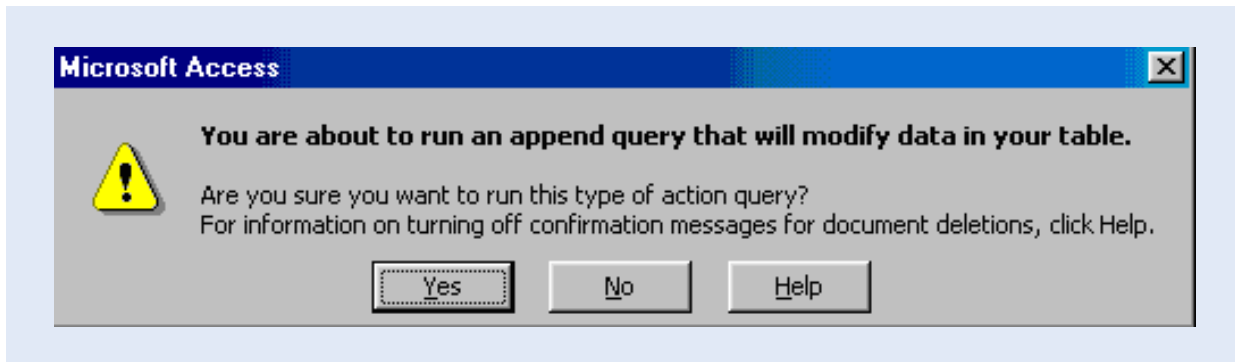 Microsoft Access
You are about to run an append query that will modify data in your table.
Are you sure you want to run this type of action query?
For information on turning off confirmation messages for document deletions, click Help.
Yes No Help